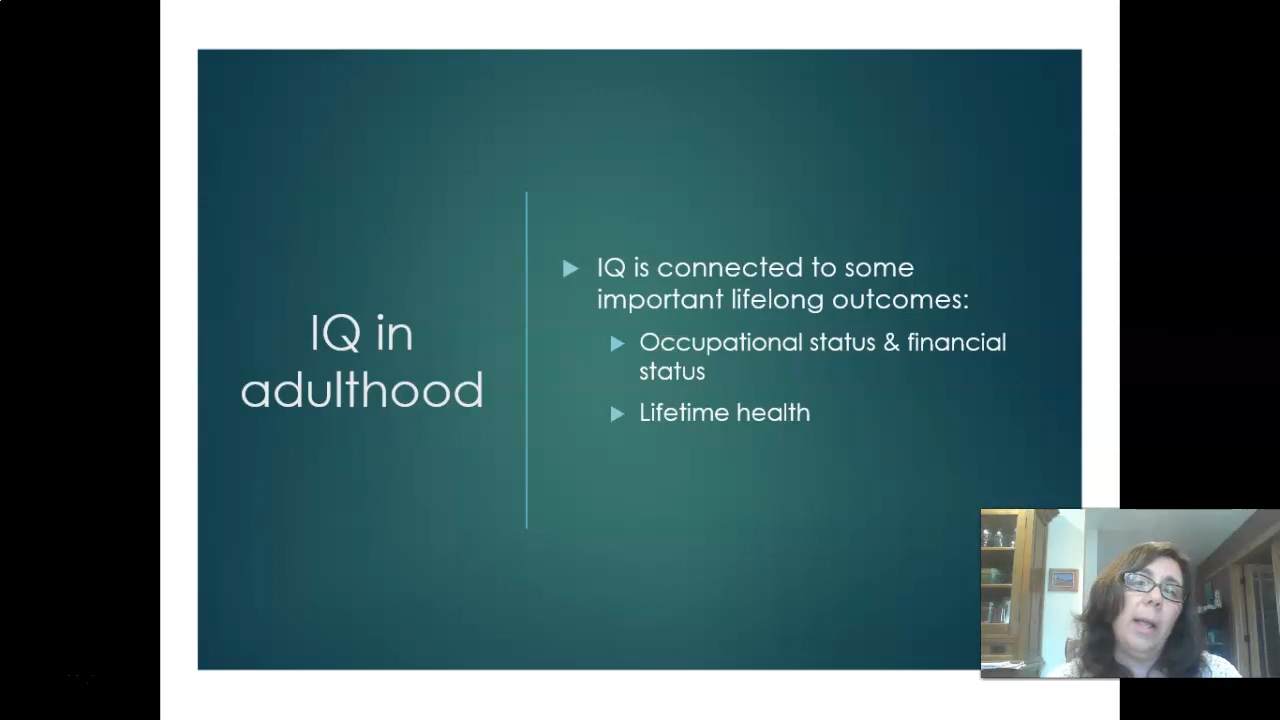 IQ in
adulthood
IQ is connected to some
important lifelong outcomes:
Occupational status & financial
status
Lifetime health